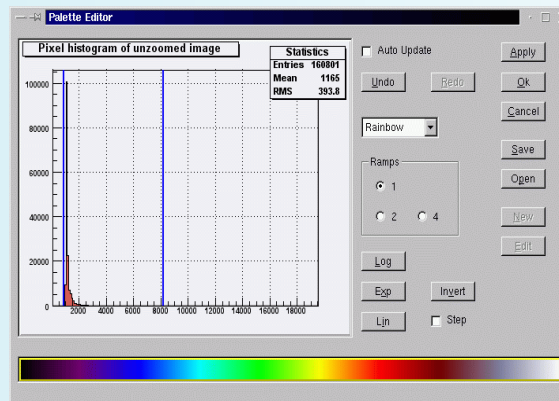 Palette Editor
Pixel histogram of unzoomed image
Statistics
Entries 160801
Mean 1165
RMS 393.8
100000
80000
60000
40000
20000
0
2000 4000 6000 8000 10000 12000 14000 16000 18000
Auto Update
Undo Redo
Rainbow
Ramps
1
2 4
Log
Exp Invert
Lin Step
Apply
Ok
Cancel
Save
Open
New
Edit